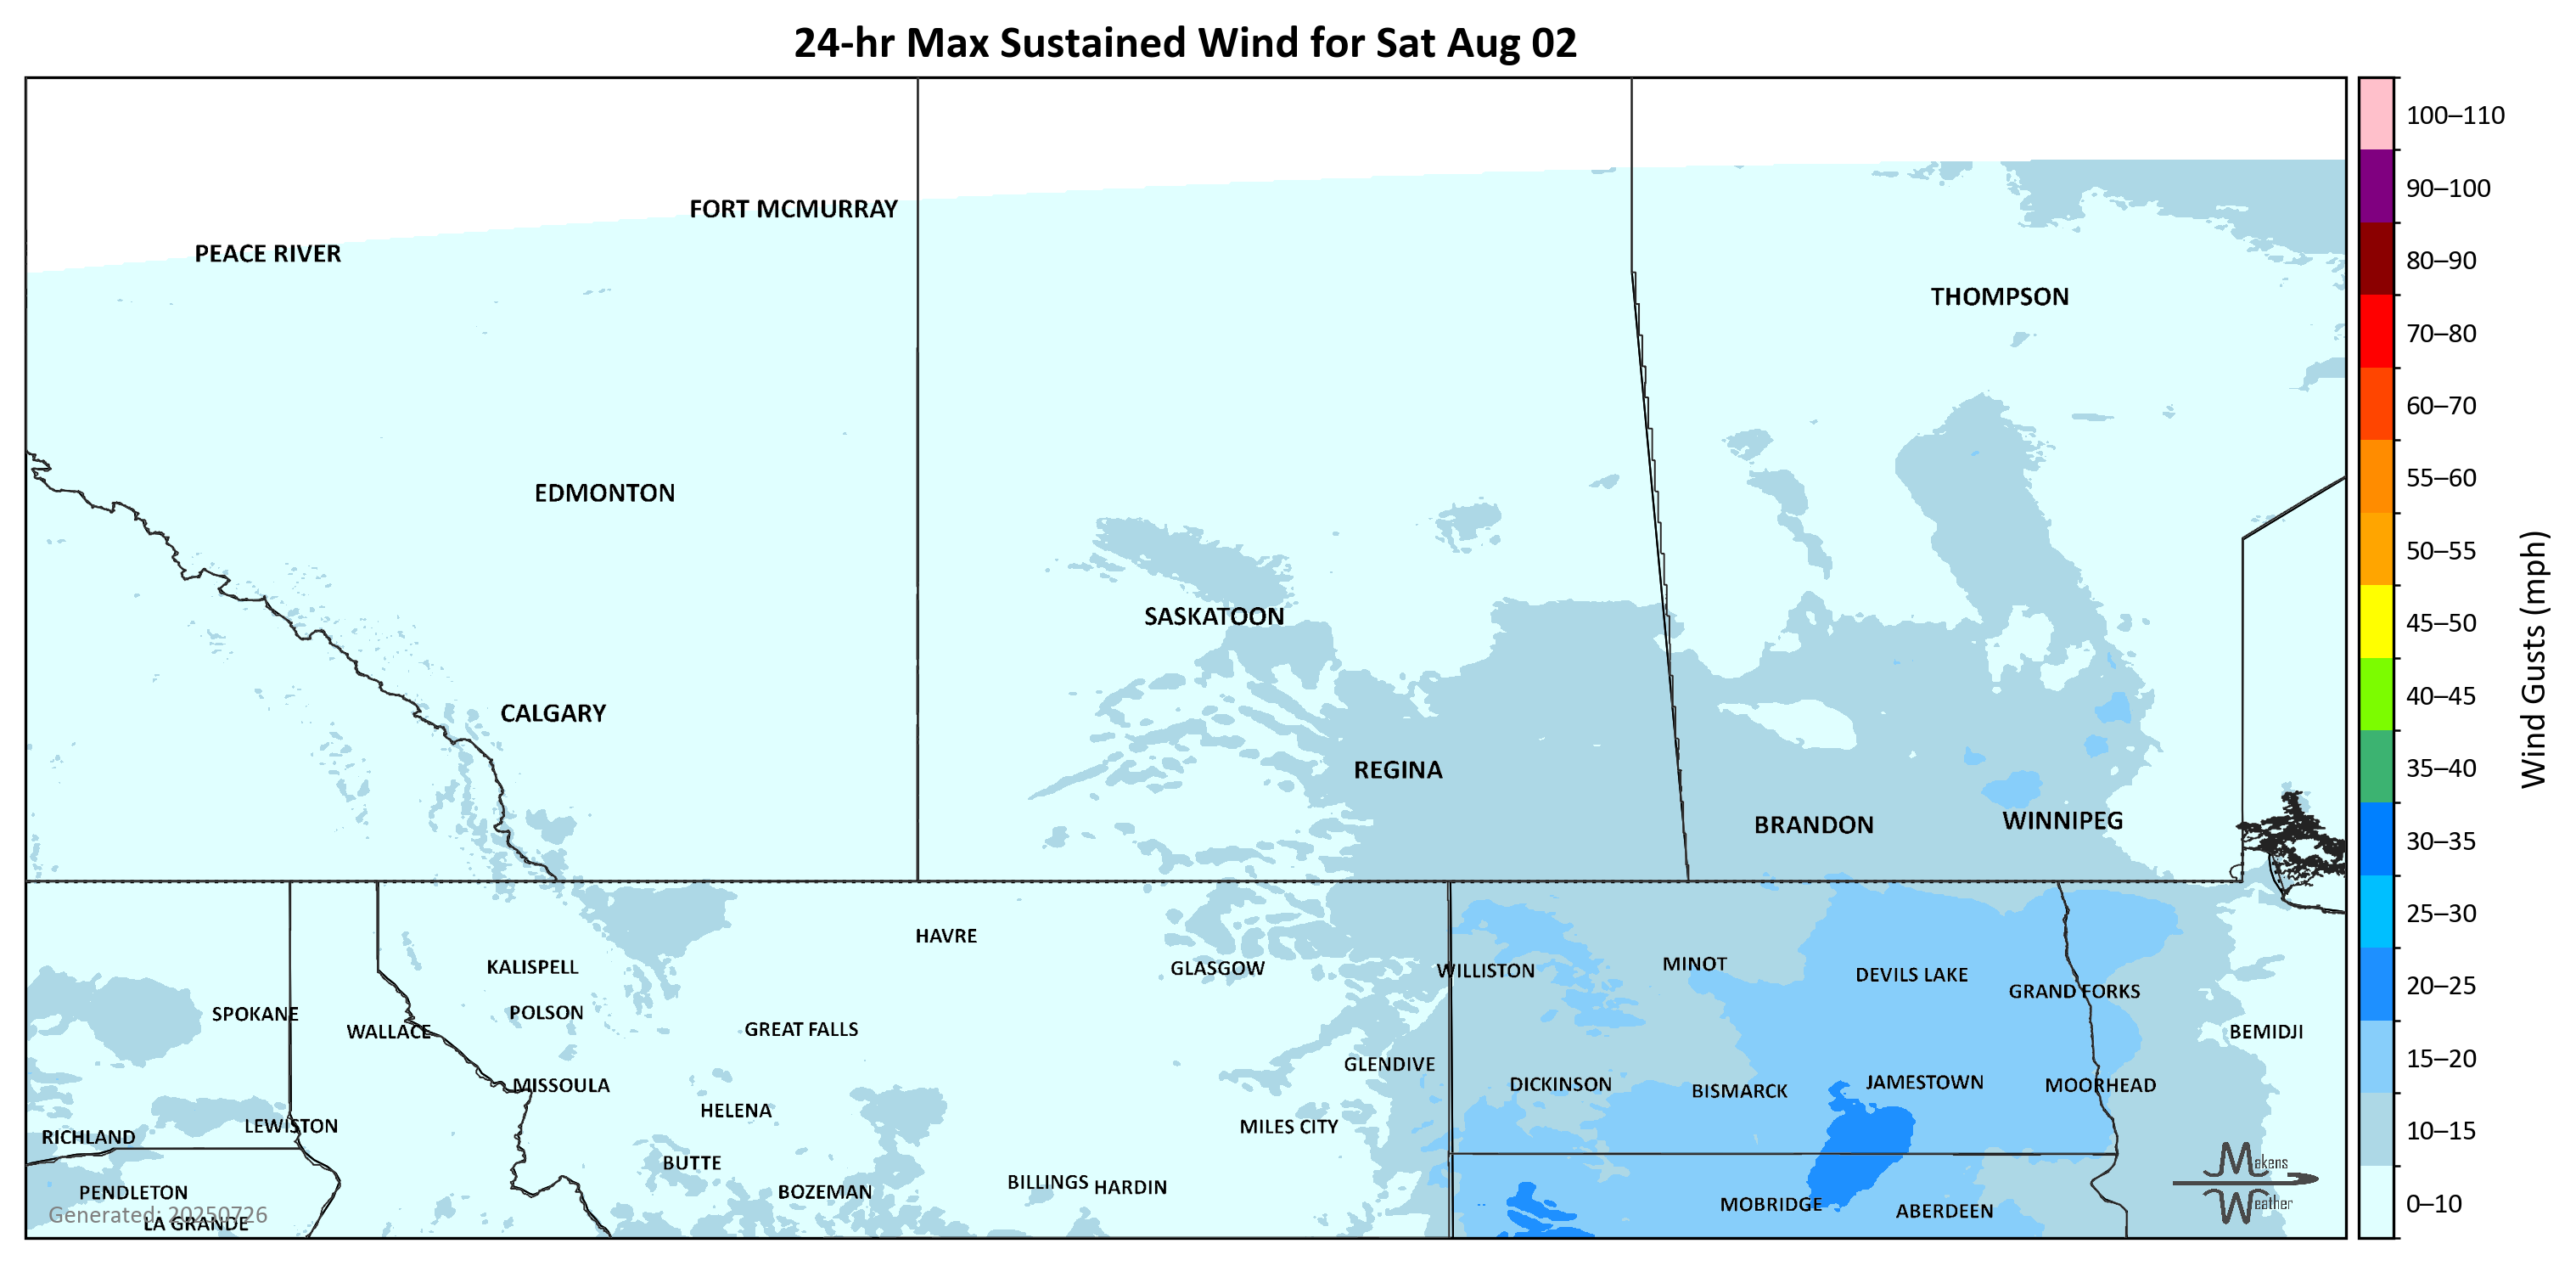 24-hr Max Sustained Wind for Sat Aug 02
100–110
90–100
80–90
70–80
60–70
55–60
50–55
45–50
40–45
35–40
30–35
25–30
20–25
15–20
10–15
0–10
Wind Gusts (mph)
FORT MCMURRAY
PEACE RIVER
THOMPSON
EDMONTON
SASKATOON
CALGARY
REGINA
BRANDON
WINNIPEG
HAVRE
KALISPELL
GLASGOW
WILLISTON
MINOT
DEVILS LAKE
GRAND FORKS
SPOKANE
POLSON
WALLACE
GREAT FALLS
BEMIDJI
GLENDIVE
MISSOULA
DICKINSON
BISMARCK
JAMESTOWN
MOORHEAD
HELENA
LEWISTON
MILES CITY
RICHLAND
BUTTE
BILLINGS
HARDIN
PENDLETON
BOZEMAN
MOBRIDGE
ABERDEEN
Generated: 20250726
LA GRANDE
Makens
Weather